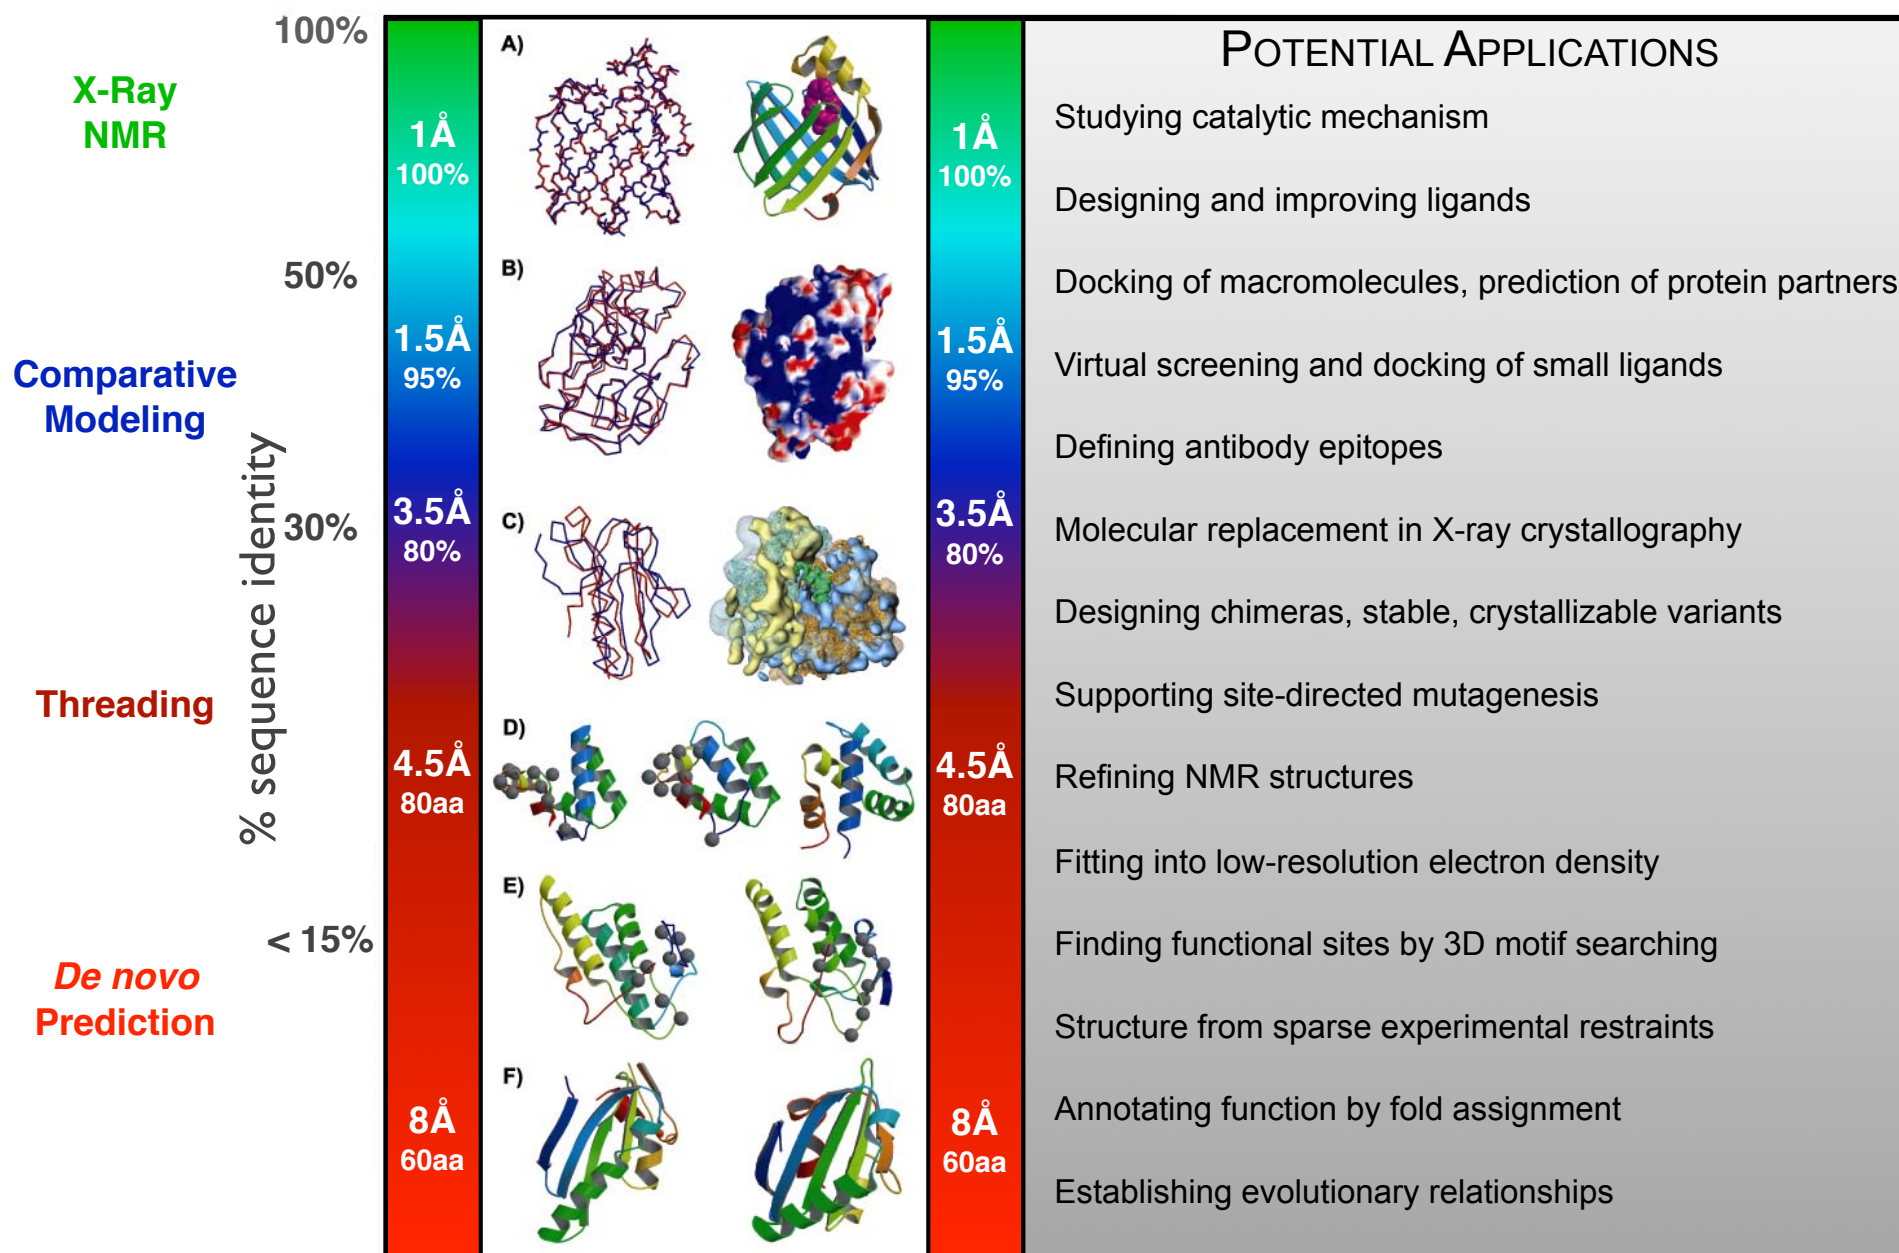 100%
X-Ray
NMR
50%
Comparative
Modeling
% sequence identity
30%
Threading
< 15%
De novo
Prediction
1Å
100%
1.5Å
95%
3.5Å
80%
4.5Å
80aa
8Å
60aa
A)
B)
C)
D)
E)
F)
1Å
100%
1.5Å
95%
3.5Å
80%
4.5Å
80aa
8Å
60aa
POTENTIAL APPLICATIONS
Studying catalytic mechanism
Designing and improving ligands
Docking of macromolecules, prediction of protein partners
Virtual screening and docking of small ligands
Defining antibody epitopes
Molecular replacement in X-ray crystallography
Designing chimeras, stable, crystallizable variants
Supporting site-directed mutagenesis
Refining NMR structures
Fitting into low-resolution electron density
Finding functional sites by 3D motif searching
Structure from sparse experimental restraints
Annotating function by fold assignment
Establishing evolutionary relationships